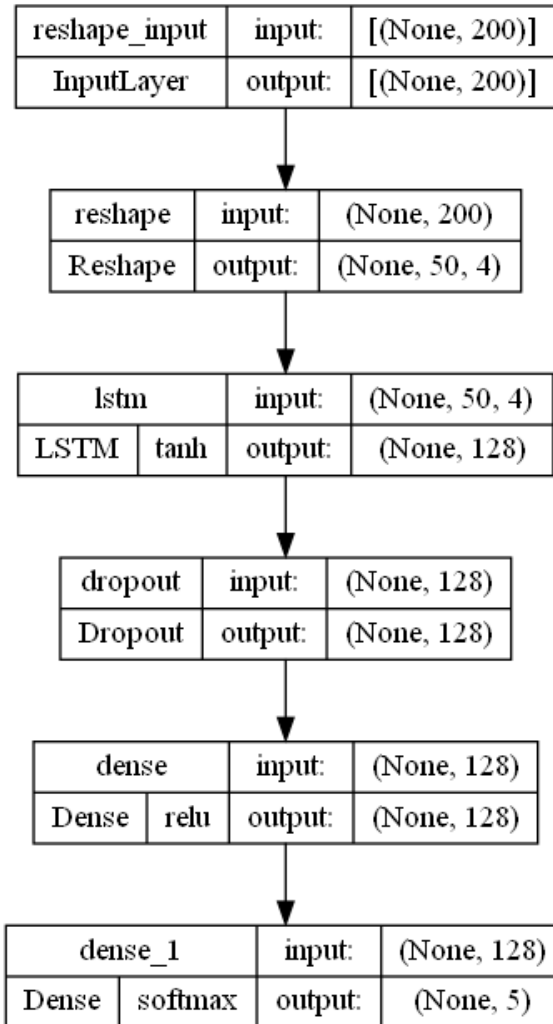 reshape_input input: [(None, 200)]
InputLayer output: [(None, 200)]
reshape input: (None, 200)
Reshape output: (None, 50, 4)
lstm input: (None, 50, 4)
LSTM tanh output: (None, 128)
dropout input: (None, 128)
Dropout output: (None, 128)
dense input: (None, 128)
Dense relu output: (None, 128)
dense_1 input: (None, 128)
Dense softmax output: (None, 5)